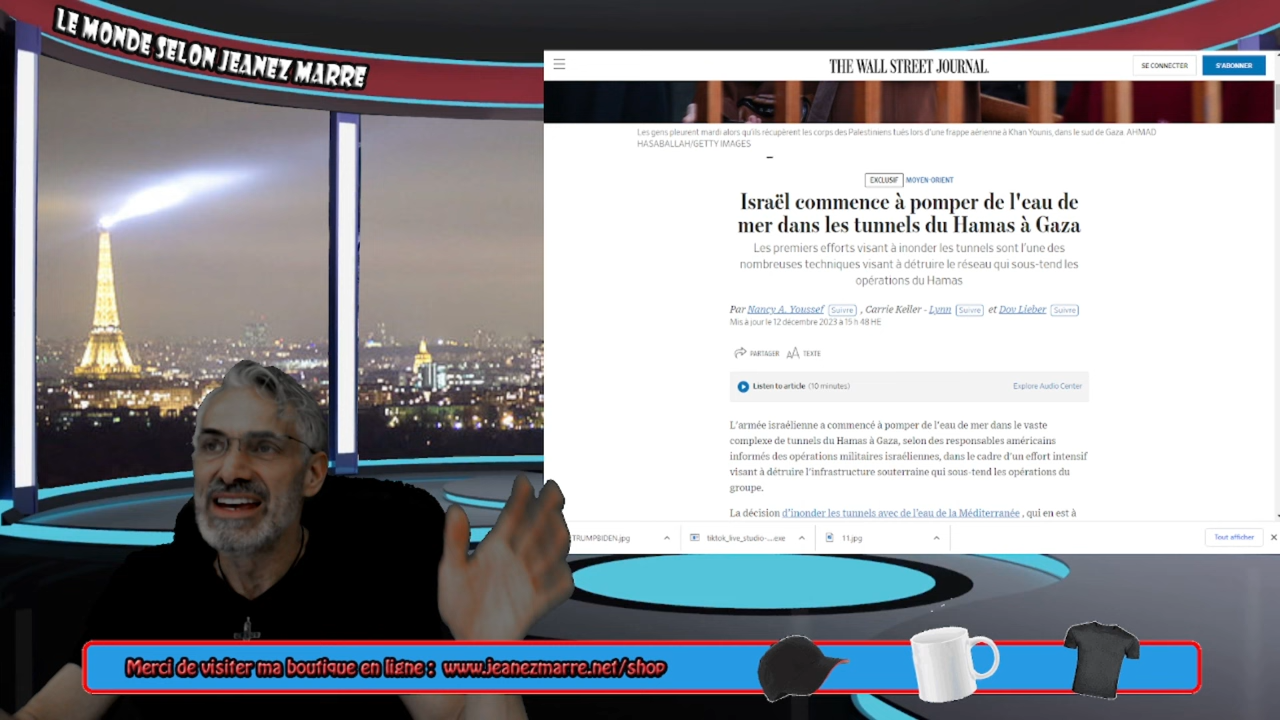 LE MONDE SELON JEANEZ MARRE
THE WALL STREET JOURNAL.
SE CONNECTER
S'ABONNER
Les gens pleurent mardi alors qu'ils récupèrent les corps des Palestiniens tués lors d'une frappe aérienne à Khan Younis, dans le sud de Gaza. AHMAD
HASABALLAH/GETTY IMAGES
EXCLUSIF MOYEN-ORIENT
Israël commence à pomper de l'eau de
mer dans les tunnels du Hamas à Gaza
Les premiers efforts visant à inonder les tunnels sont l'une des
nombreuses techniques visant à détruire le réseau qui sous-tend les
opérations du Hamas
Par Nancy A. Youssef Suivre , Carrie Keller - Lynn Suivre et Dov Lieber Suivre
Mis à jour le 12 décembre 2023 à 15 h 48 HE
PARTAGER AA TEXTE
Listen to article (10 minutes)
Explore Audio Center
L'armée israélienne a commencé à pomper de l'eau de mer dans le vaste
complexe de tunnels du Hamas à Gaza, selon des responsables américains
informés des opérations militaires israéliennes, dans le cadre d'un effort intensif
visant à détruire l'infrastructure souterraine qui sous-tend les opérations du
groupe.
La décision d'inonder les tunnels avec de l'eau de la Méditerranée , qui en est à
TRUMPBIDEN.jpg
tiktok_live_studio-....exe
11.jpg
Tout afficher
Merci de visiter ma boutique en ligne : www.jeanezmarre.net/shop